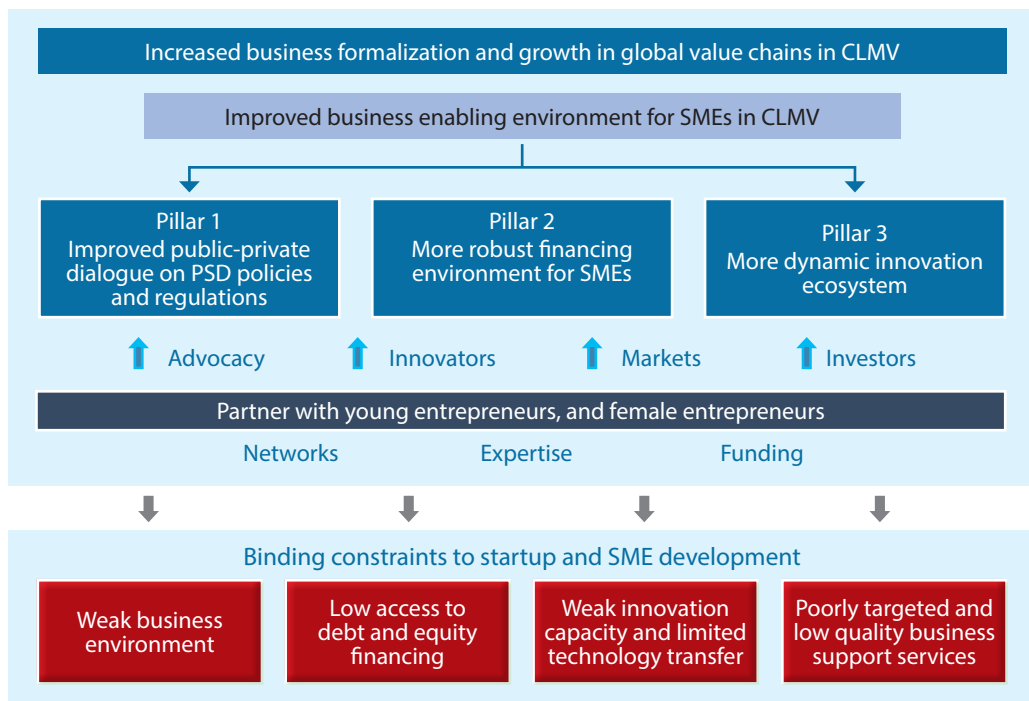 Increased business formalization and growth in global value chains in CLMV
Improved business enabling environment for SMEs in CLMV
Pillar 1
Improved public-private
dialogue on PSD policies
and regulations
Pillar 2
More robust financing
environment for SMEs
Pillar 3
More dynamic innovation
ecosystem
Advocacy
Innovators
Markets
Investors
Partner with young entrepreneurs, and female entrepreneurs
Networks
Expertise
Funding
Binding constraints to startup and SME development
Weak business
environment
Low access to
debt and equity
financing
Weak innovation
capacity and limited
technology transfer
Poorly targeted and
low quality business
support services